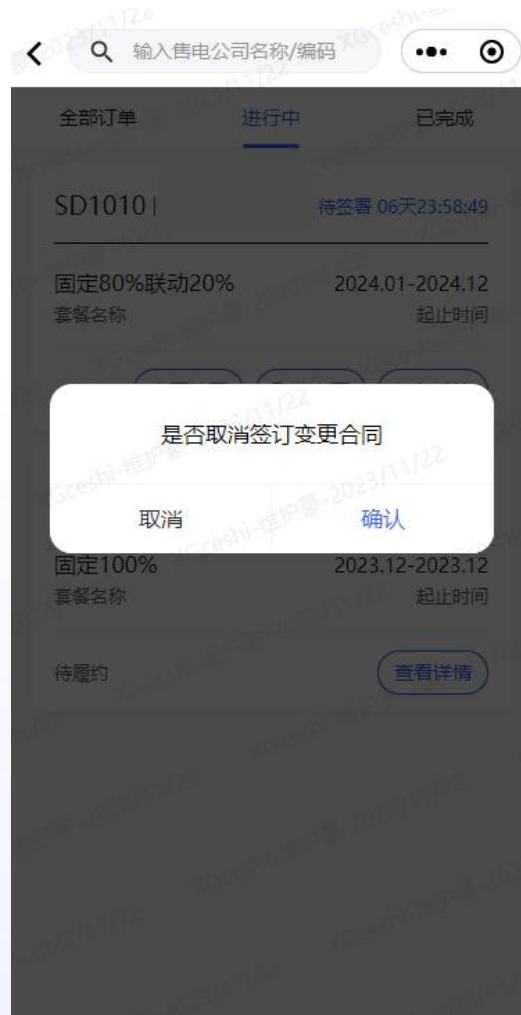 输入售电公司名称/编码
全部订单 进行中 已完成
SD1010 | 待签署 06天23:58:49
固定80%联动20% 2024.01-2024.12
套餐名称 起止时间
是否取消签订变更合同
取消 确认
固定100% 2023.12-2023.12
套餐名称 起止时间
待履约 查看详情